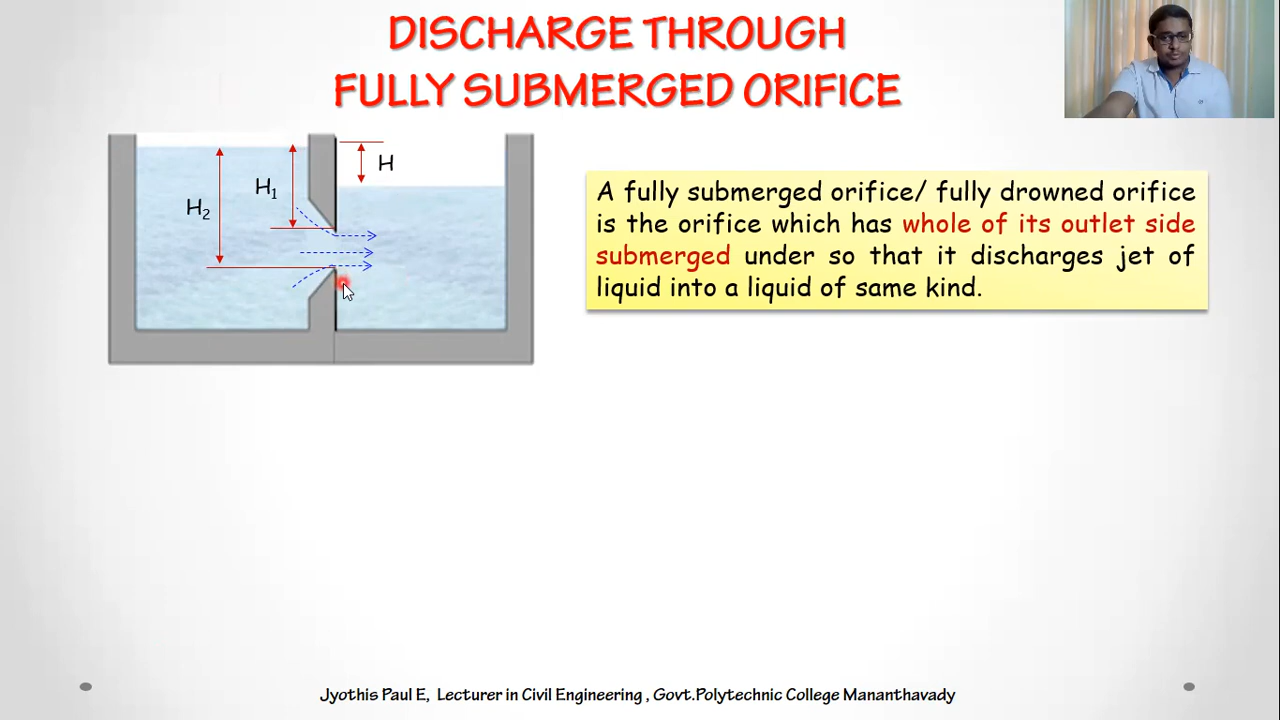 DISCHARGE THROUGH
FULLY SUBMERGED ORIFICE
H
H₁
H₂
A fully submerged orifice/ fully drowned orifice
is the orifice which has whole of its outlet side
submerged under so that it discharges jet of
liquid into a liquid of same kind.
Jyothis Paul E, Lecturer in Civil Engineering , Govt.Polytechnic College Mananthavady